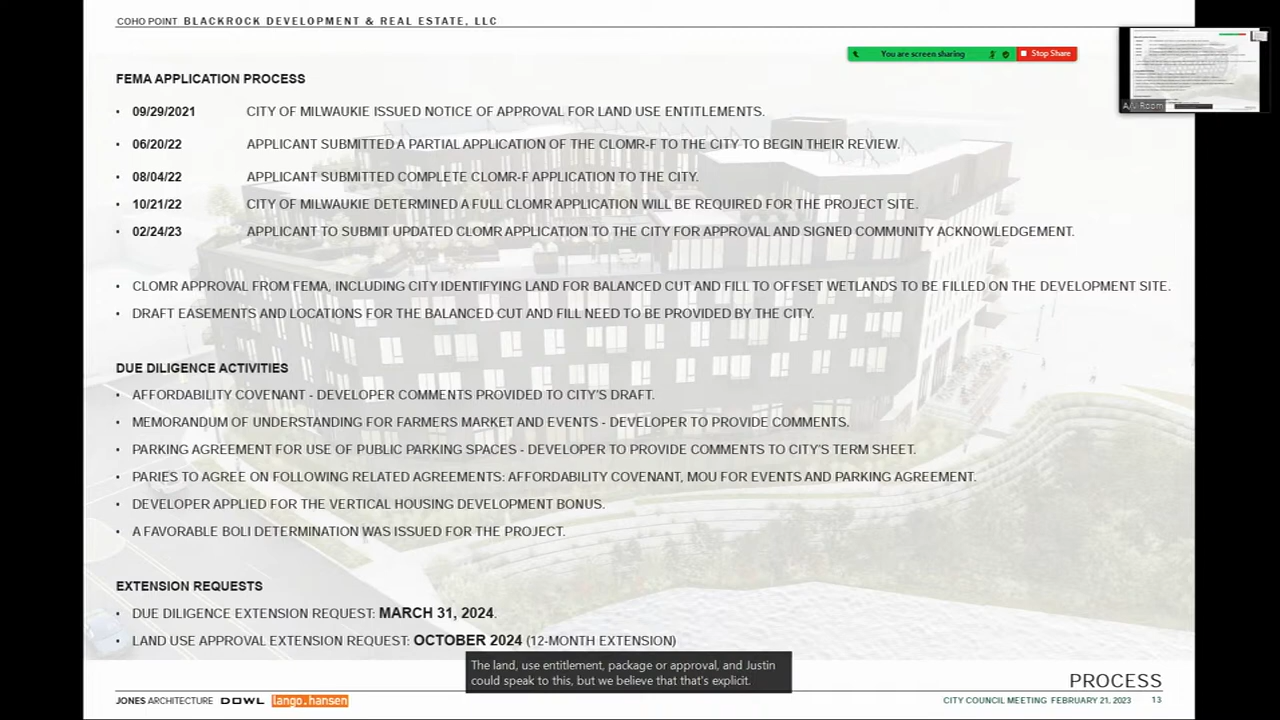 COHO POINT BLACKROCK DEVELOPMENT & REAL ESTATE, LLC
You are screen sharing
Stop Share
A/V Room
FEMA APPLICATION PROCESS
• 09/29/2021 CITY OF MILWAUKIE ISSUED NOTICE OF APPROVAL FOR LAND USE ENTITLEMENTS.
• 06/20/22 APPLICANT SUBMITTED A PARTIAL APPLICATION OF THE CLOMR-F TO THE CITY TO BEGIN THEIR REVIEW.
• 08/04/22 APPLICANT SUBMITTED COMPLETE CLOMR-F APPLICATION TO THE CITY.
• 10/21/22 CITY OF MILWAUKIE DETERMINED A FULL CLOMR APPLICATION WILL BE REQUIRED FOR THE PROJECT SITE.
• 02/24/23 APPLICANT TO SUBMIT UPDATED CLOMR APPLICATION TO THE CITY FOR APPROVAL AND SIGNED COMMUNITY ACKNOWLEDGEMENT.
• CLOMR APPROVAL FROM FEMA, INCLUDING CITY IDENTIFYING LAND FOR BALANCED CUT AND FILL TO OFFSET WETLANDS TO BE FILLED ON THE DEVELOPMENT SITE.
• DRAFT EASEMENTS AND LOCATIONS FOR THE BALANCED CUT AND FILL NEED TO BE PROVIDED BY THE CITY.
DUE DILIGENCE ACTIVITIES
• AFFORDABILITY COVENANT - DEVELOPER COMMENTS PROVIDED TO CITY'S DRAFT.
• MEMORANDUM OF UNDERSTANDING FOR FARMERS MARKET AND EVENTS - DEVELOPER TO PROVIDE COMMENTS.
• PARKING AGREEMENT FOR USE OF PUBLIC PARKING SPACES - DEVELOPER TO PROVIDE COMMENTS TO CITY'S TERM SHEET.
• PARIES TO AGREE ON FOLLOWING RELATED AGREEMENTS: AFFORDABILITY COVENANT, MOU FOR EVENTS AND PARKING AGREEMENT.
• DEVELOPER APPLIED FOR THE VERTICAL HOUSING DEVELOPMENT BONUS.
• A FAVORABLE BOLI DETERMINATION WAS ISSUED FOR THE PROJECT.
EXTENSION REQUESTS
• DUE DILIGENCE EXTENSION REQUEST: MARCH 31, 2024.
• LAND USE APPROVAL EXTENSION REQUEST: OCTOBER 2024 (12-MONTH EXTENSION)
The land, use entitlement, package or approval, and Justin
could speak to this, but we believe that that's explicit.
PROCESS
JONES ARCHITECTURE DOWL lango.hansen
CITY COUNCIL MEETING FEBRUARY 21, 2023 13